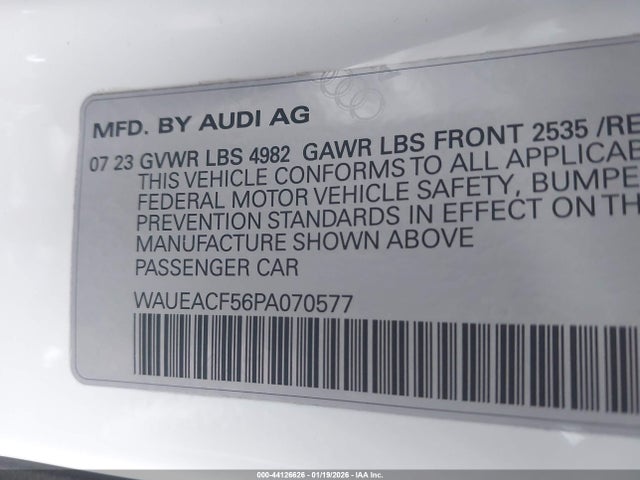 MFD. BY AUDI AG
07 23 GVWR LBS 4982 GAWR LBS FRONT 2535 /RE
THIS VEHICLE CONFORMS TO ALL APPLICAB
FEDERAL MOTOR VEHICLE SAFETY, BUMPE
PREVENTION STANDARDS IN EFFECT ON TH
MANUFACTURE SHOWN ABOVE
PASSENGER CAR
WAUEACF56PA070577
000-44126626 - 01/19/2026 - IAA Inc.